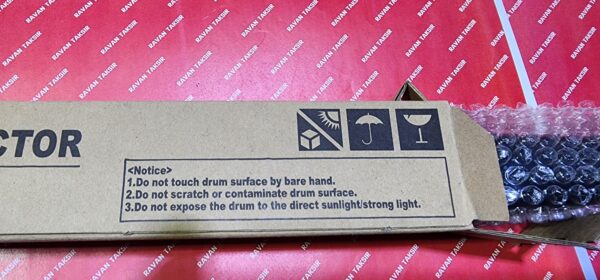 RAVAN TAKSIR
CTOR
<Notice>
1.Do not touch drum surface by bare hand.
2.Do not scratch or contaminate drum surface.
3.Do not expose the drum to the direct sunlight/strong light.